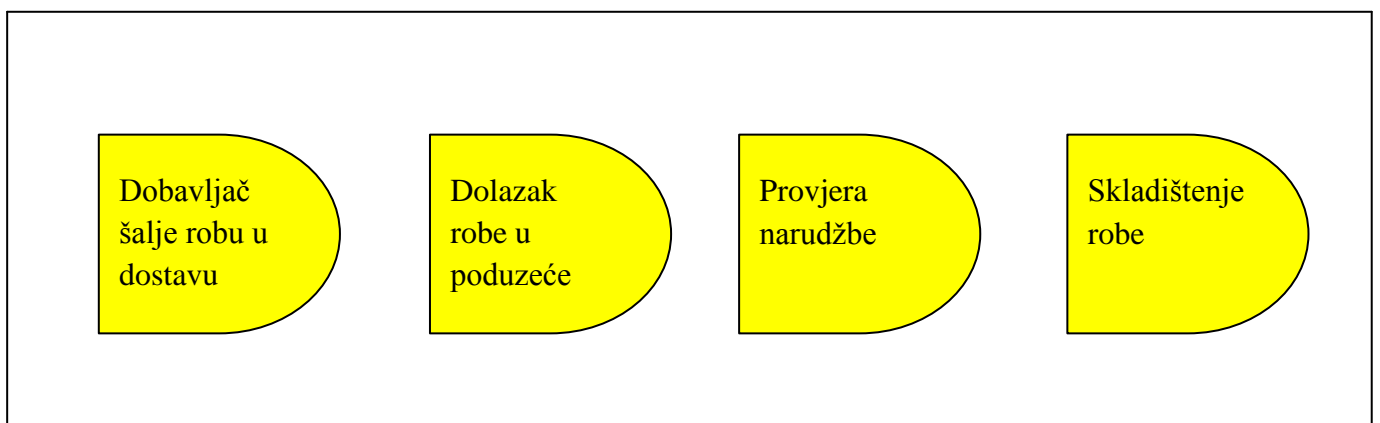 Dobavljač
šalje robu u
dostavu
Dolazak
robe u
poduzeće
Provjera
narudžbe
Skladištenje
robe